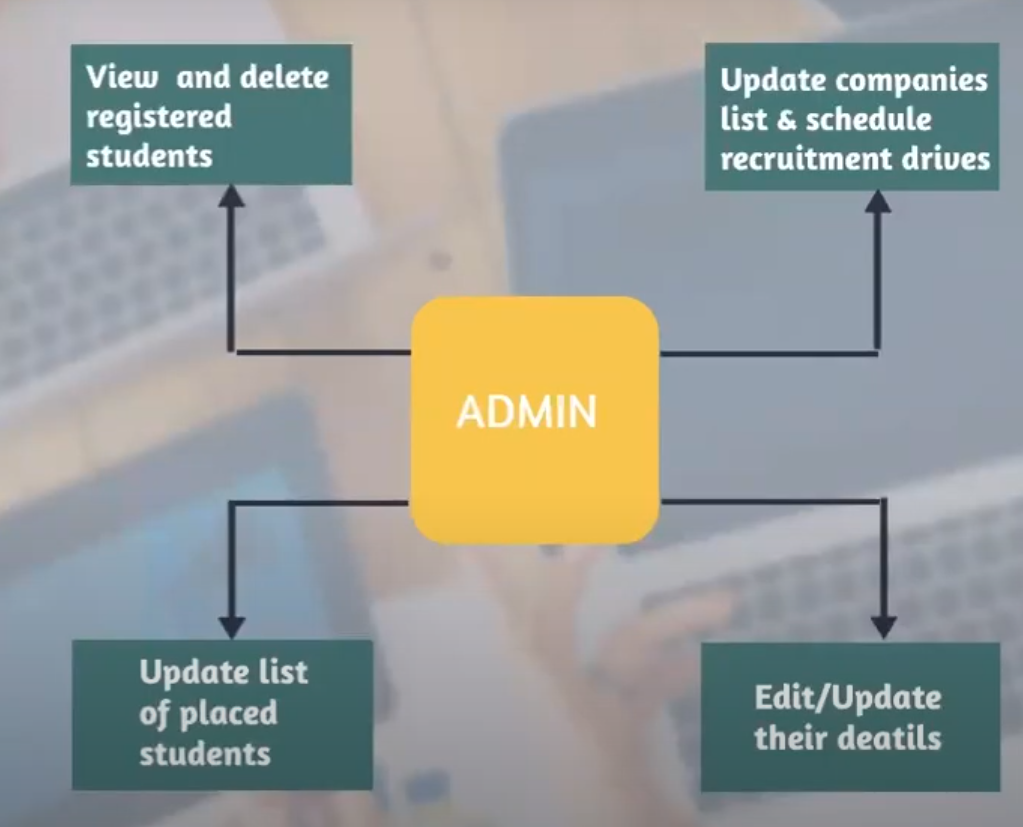 View and delete
registered
students
Update companies
list & schedule
recruitment drives
ADMIN
Update list
of placed
students
Edit/Update
their deatils